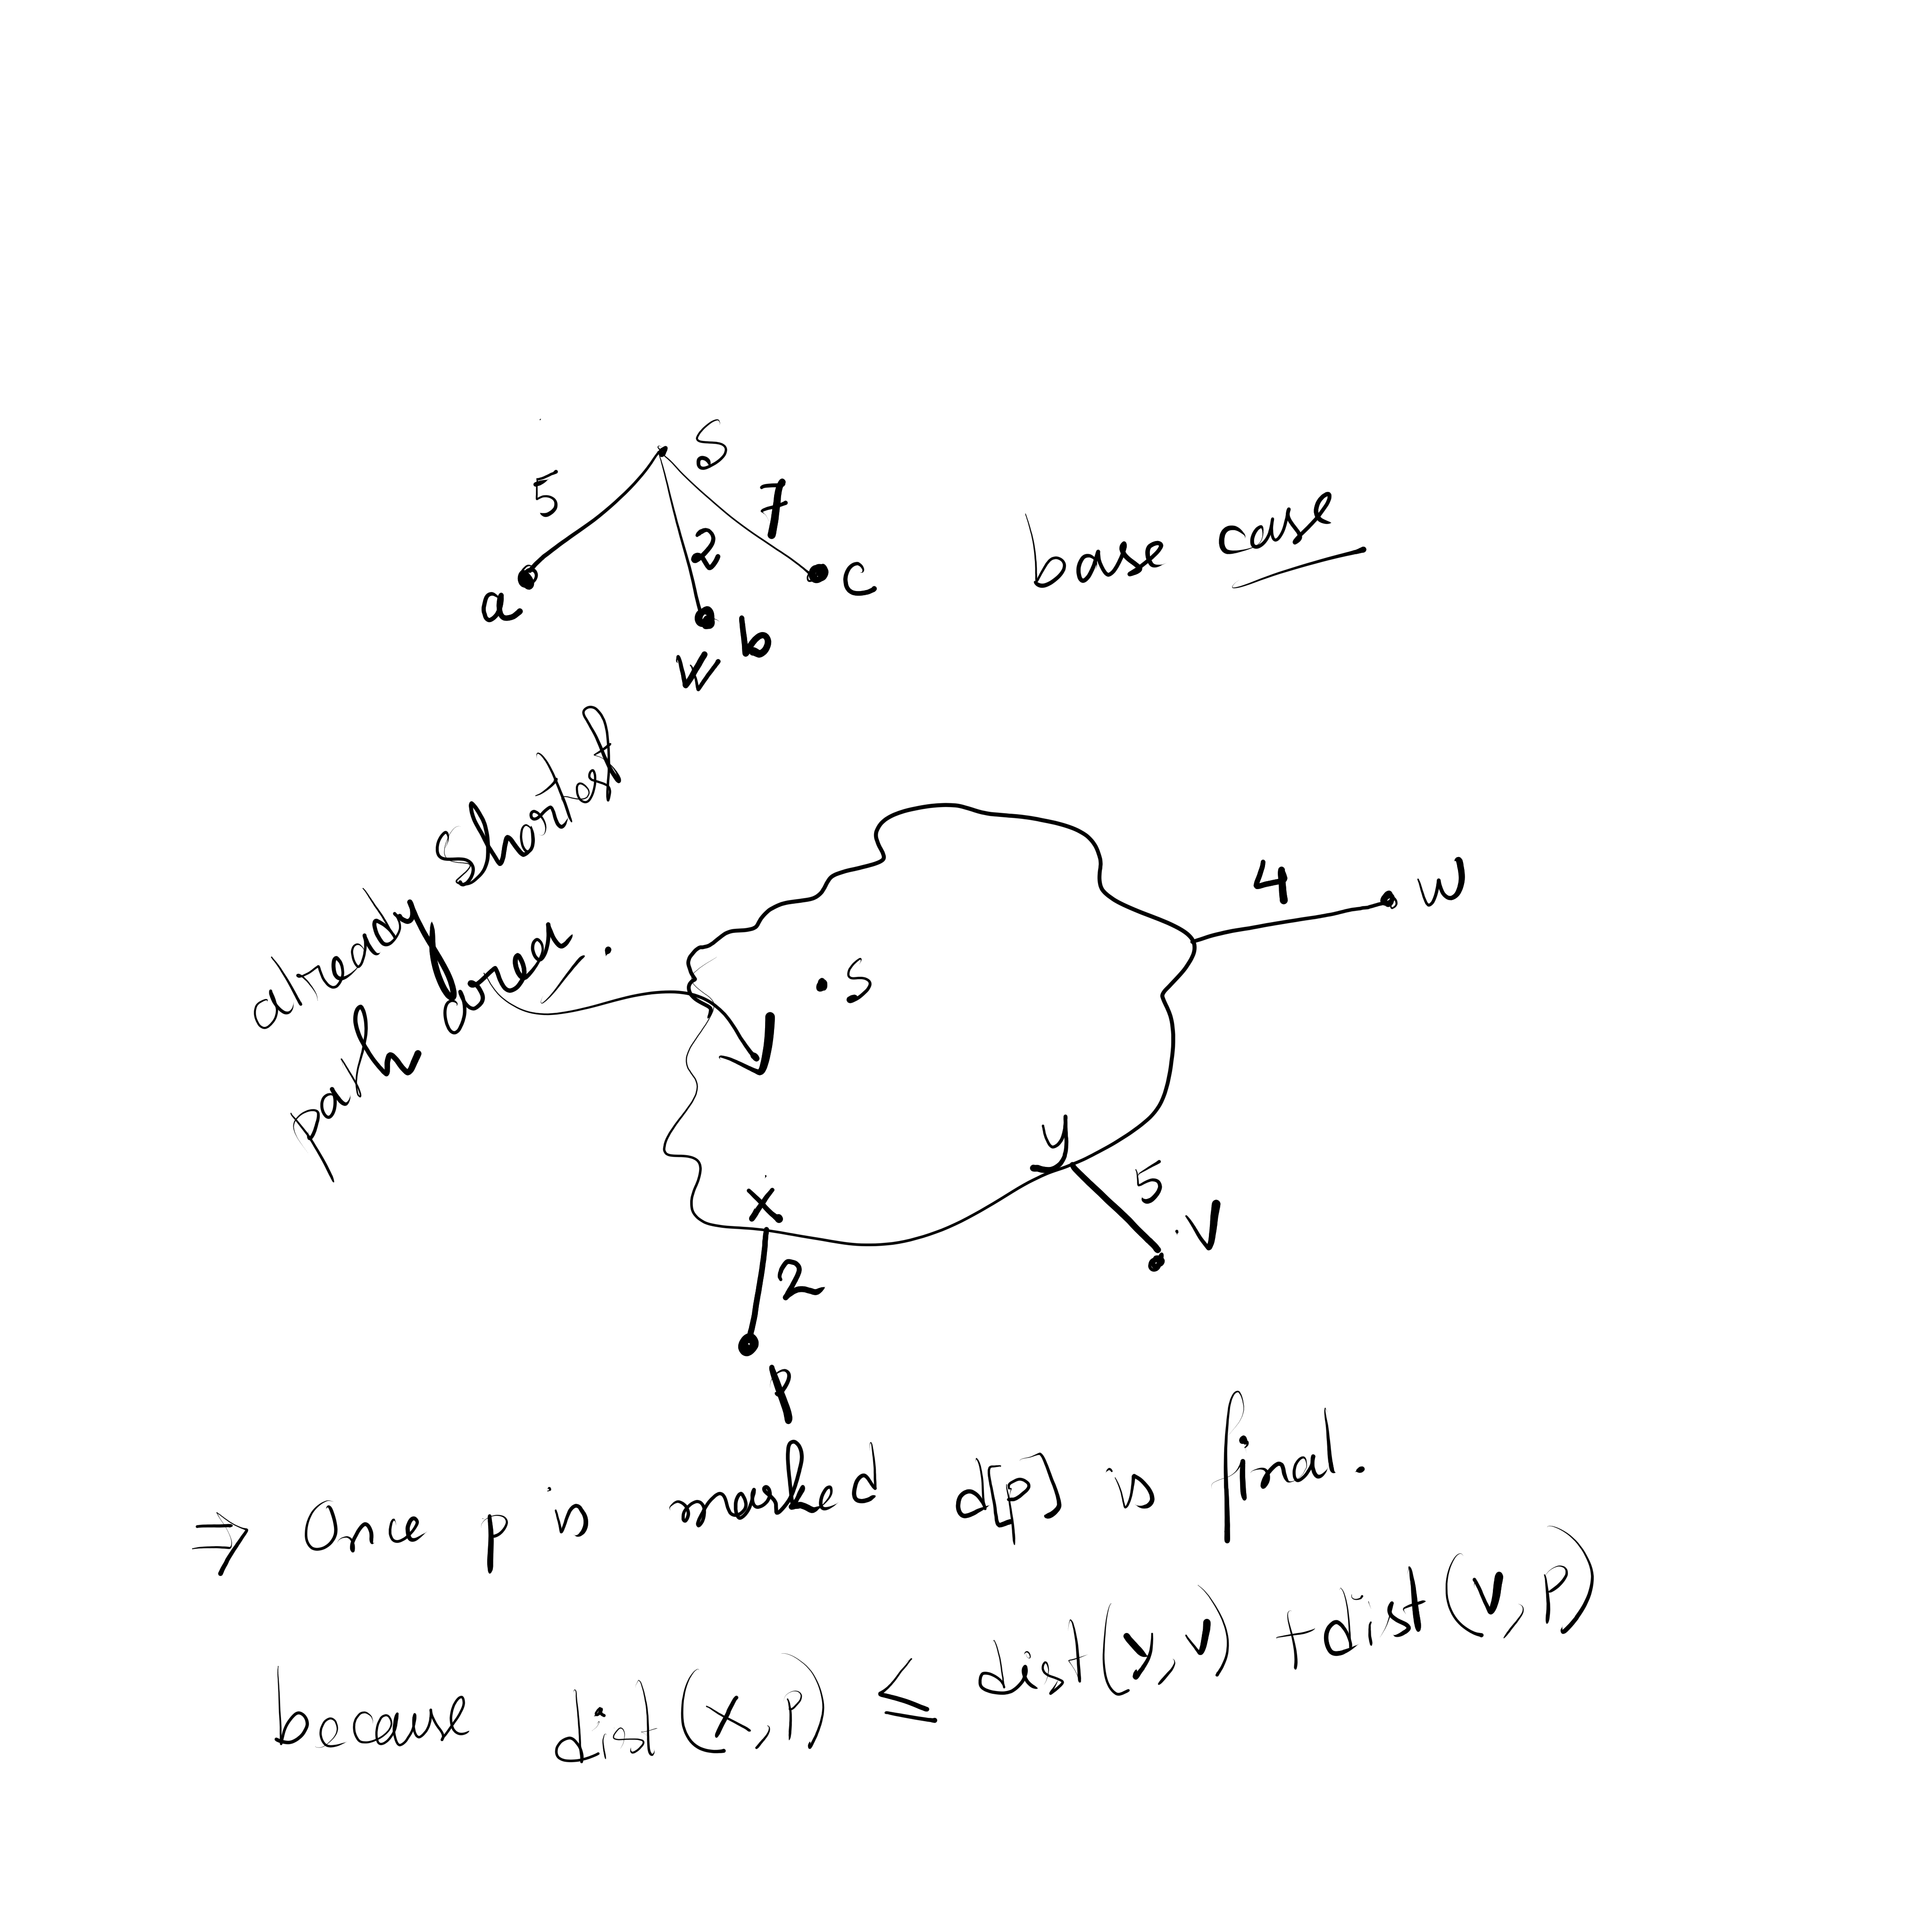 S
5
7
2
a
c
b
base case
already shortest
path done.
4
u
s
y
5
v
x
2
p
⇒ Once p is marked d[p] is final.
because dist(x, p) ≤ dist(y, v) + dist(v, p)